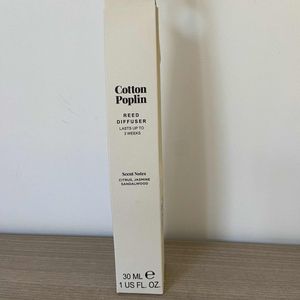 Cotton
Poplin
REED
DIFFUSER
LASTS UP TO
3 WEEKS
Scent Notes
CITRUS, JASMINE
SANDALWOOD
30 ML ℮
1 US FL. OZ.